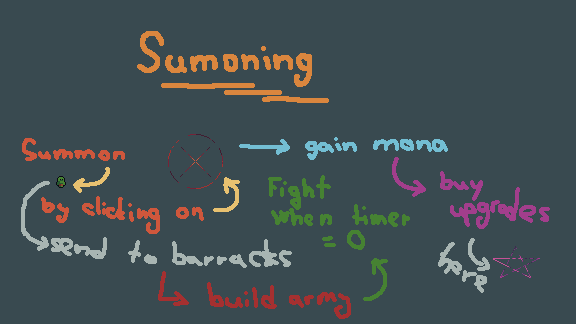 Sumoning
Summon
by clicking on
gain mana
buy
upgrades
here
send to barracks
build army
Fight
when timer
= 0